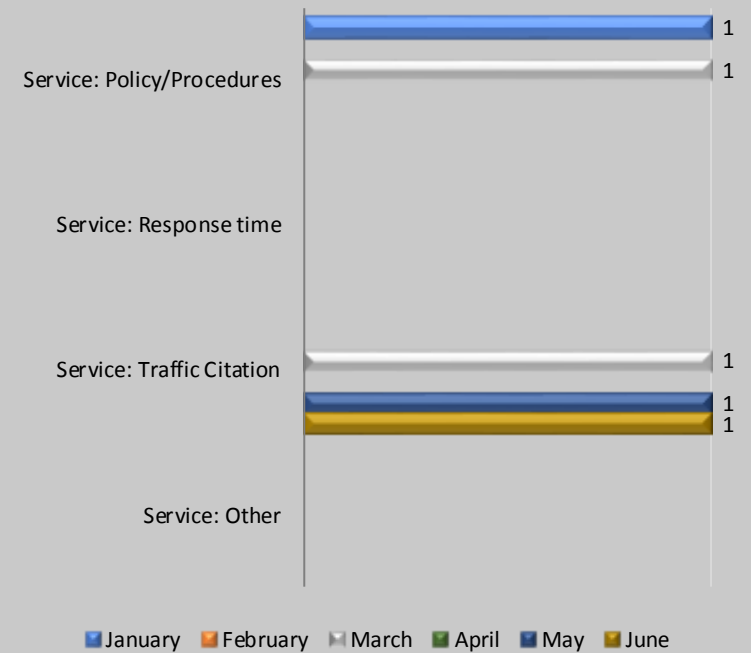 1
Service: Policy/Procedures
1
Service: Response time
Service: Traffic Citation
1
1
1
Service: Other
January February March April May June